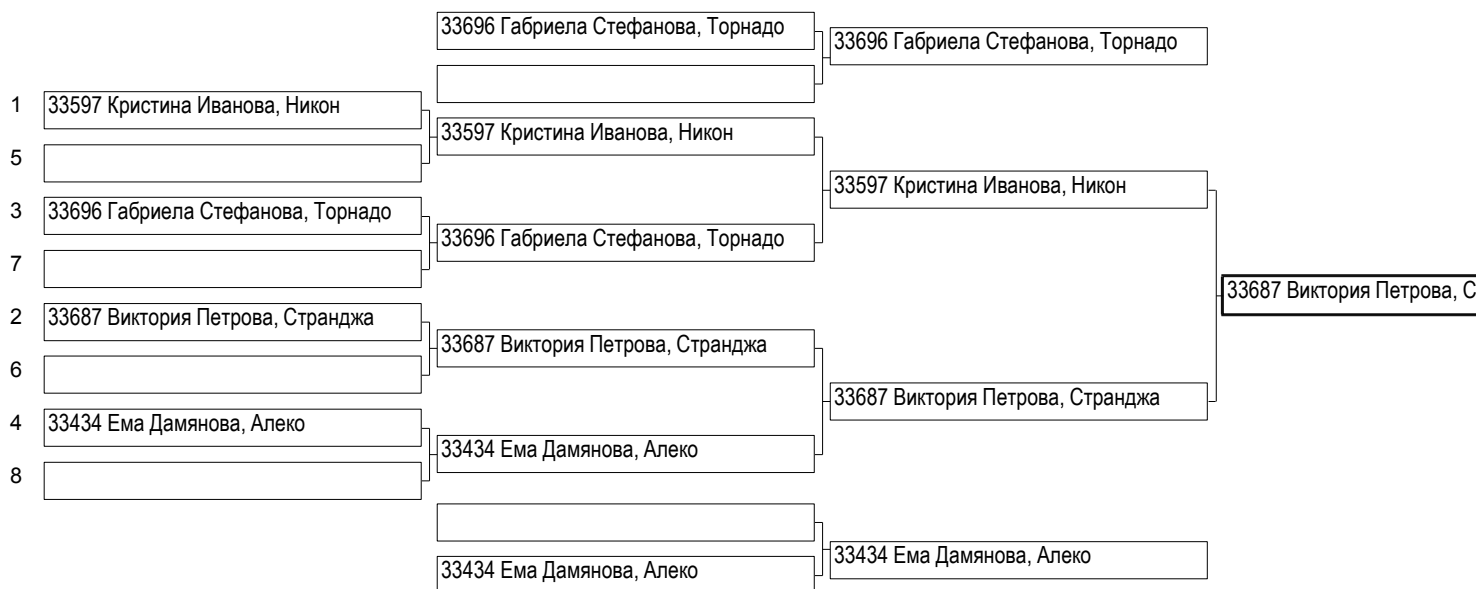 33696 Габриела Стефанова, Торнадо
33696 Габриела Стефанова, Торнадо
1
33597 Кристина Иванова, Никон
33597 Кристина Иванова, Никон
5
33597 Кристина Иванова, Никон
3
33696 Габриела Стефанова, Торнадо
33696 Габриела Стефанова, Торнадо
7
33687 Виктория Петрова, С
2
33687 Виктория Петрова, Странджа
33687 Виктория Петрова, Странджа
6
33687 Виктория Петрова, Странджа
4
33434 Ема Дамянова, Алеко
33434 Ема Дамянова, Алеко
8
33434 Ема Дамянова, Алеко
33434 Ема Дамянова, Алеко